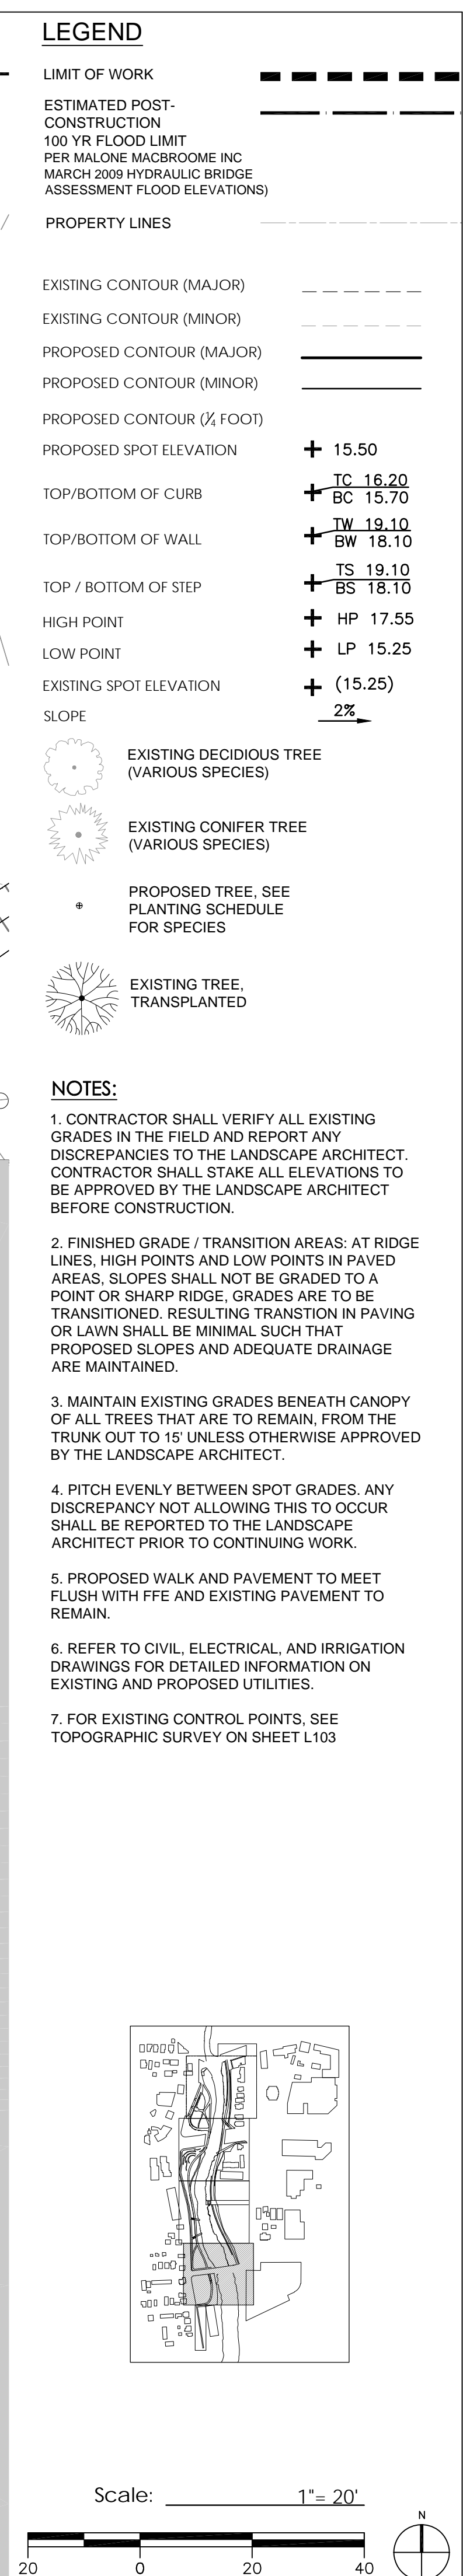 LEGEND
LIMIT OF WORK
ESTIMATED POST-
CONSTRUCTION
100 YR FLOOD LIMIT
PER MALONE MACBROOME INC
MARCH 2009 HYDRAULIC BRIDGE
ASSESSMENT FLOOD ELEVATIONS)
PROPERTY LINES
EXISTING CONTOUR (MAJOR)
EXISTING CONTOUR (MINOR)
PROPOSED CONTOUR (MAJOR)
PROPOSED CONTOUR (MINOR)
PROPOSED CONTOUR (¼ FOOT)
PROPOSED SPOT ELEVATION 15.50
TC 16.20
TOP/BOTTOM OF CURB BC 15.70
TW 19.10
TOP/BOTTOM OF WALL BW 18.10
TS 19.10
TOP / BOTTOM OF STEP BS 18.10
HIGH POINT HP 17.55
LOW POINT LP 15.25
EXISTING SPOT ELEVATION (15.25)
SLOPE 2%
EXISTING DECIDIOUS TREE
(VARIOUS SPECIES)
EXISTING CONIFER TREE
(VARIOUS SPECIES)
PROPOSED TREE, SEE
PLANTING SCHEDULE
FOR SPECIES
EXISTING TREE,
TRANSPLANTED
NOTES:
1. CONTRACTOR SHALL VERIFY ALL EXISTING
GRADES IN THE FIELD AND REPORT ANY
DISCREPANCIES TO THE LANDSCAPE ARCHITECT.
CONTRACTOR SHALL STAKE ALL ELEVATIONS TO
BE APPROVED BY THE LANDSCAPE ARCHITECT
BEFORE CONSTRUCTION.
2. FINISHED GRADE / TRANSITION AREAS: AT RIDGE
LINES, HIGH POINTS AND LOW POINTS IN PAVED
AREAS, SLOPES SHALL NOT BE GRADED TO A
POINT OR SHARP RIDGE, GRADES ARE TO BE
TRANSITIONED. RESULTING TRANSTION IN PAVING
OR LAWN SHALL BE MINIMAL SUCH THAT
PROPOSED SLOPES AND ADEQUATE DRAINAGE
ARE MAINTAINED.
3. MAINTAIN EXISTING GRADES BENEATH CANOPY
OF ALL TREES THAT ARE TO REMAIN, FROM THE
TRUNK OUT TO 15' UNLESS OTHERWISE APPROVED
BY THE LANDSCAPE ARCHITECT.
4. PITCH EVENLY BETWEEN SPOT GRADES. ANY
DISCREPANCY NOT ALLOWING THIS TO OCCUR
SHALL BE REPORTED TO THE LANDSCAPE
ARCHITECT PRIOR TO CONTINUING WORK.
5. PROPOSED WALK AND PAVEMENT TO MEET
FLUSH WITH FFE AND EXISTING PAVEMENT TO
REMAIN.
6. REFER TO CIVIL, ELECTRICAL, AND IRRIGATION
DRAWINGS FOR DETAILED INFORMATION ON
EXISTING AND PROPOSED UTILITIES.
7. FOR EXISTING CONTROL POINTS, SEE
TOPOGRAPHIC SURVEY ON SHEET L103
Scale: 1"= 20'
N
20 0 20 40